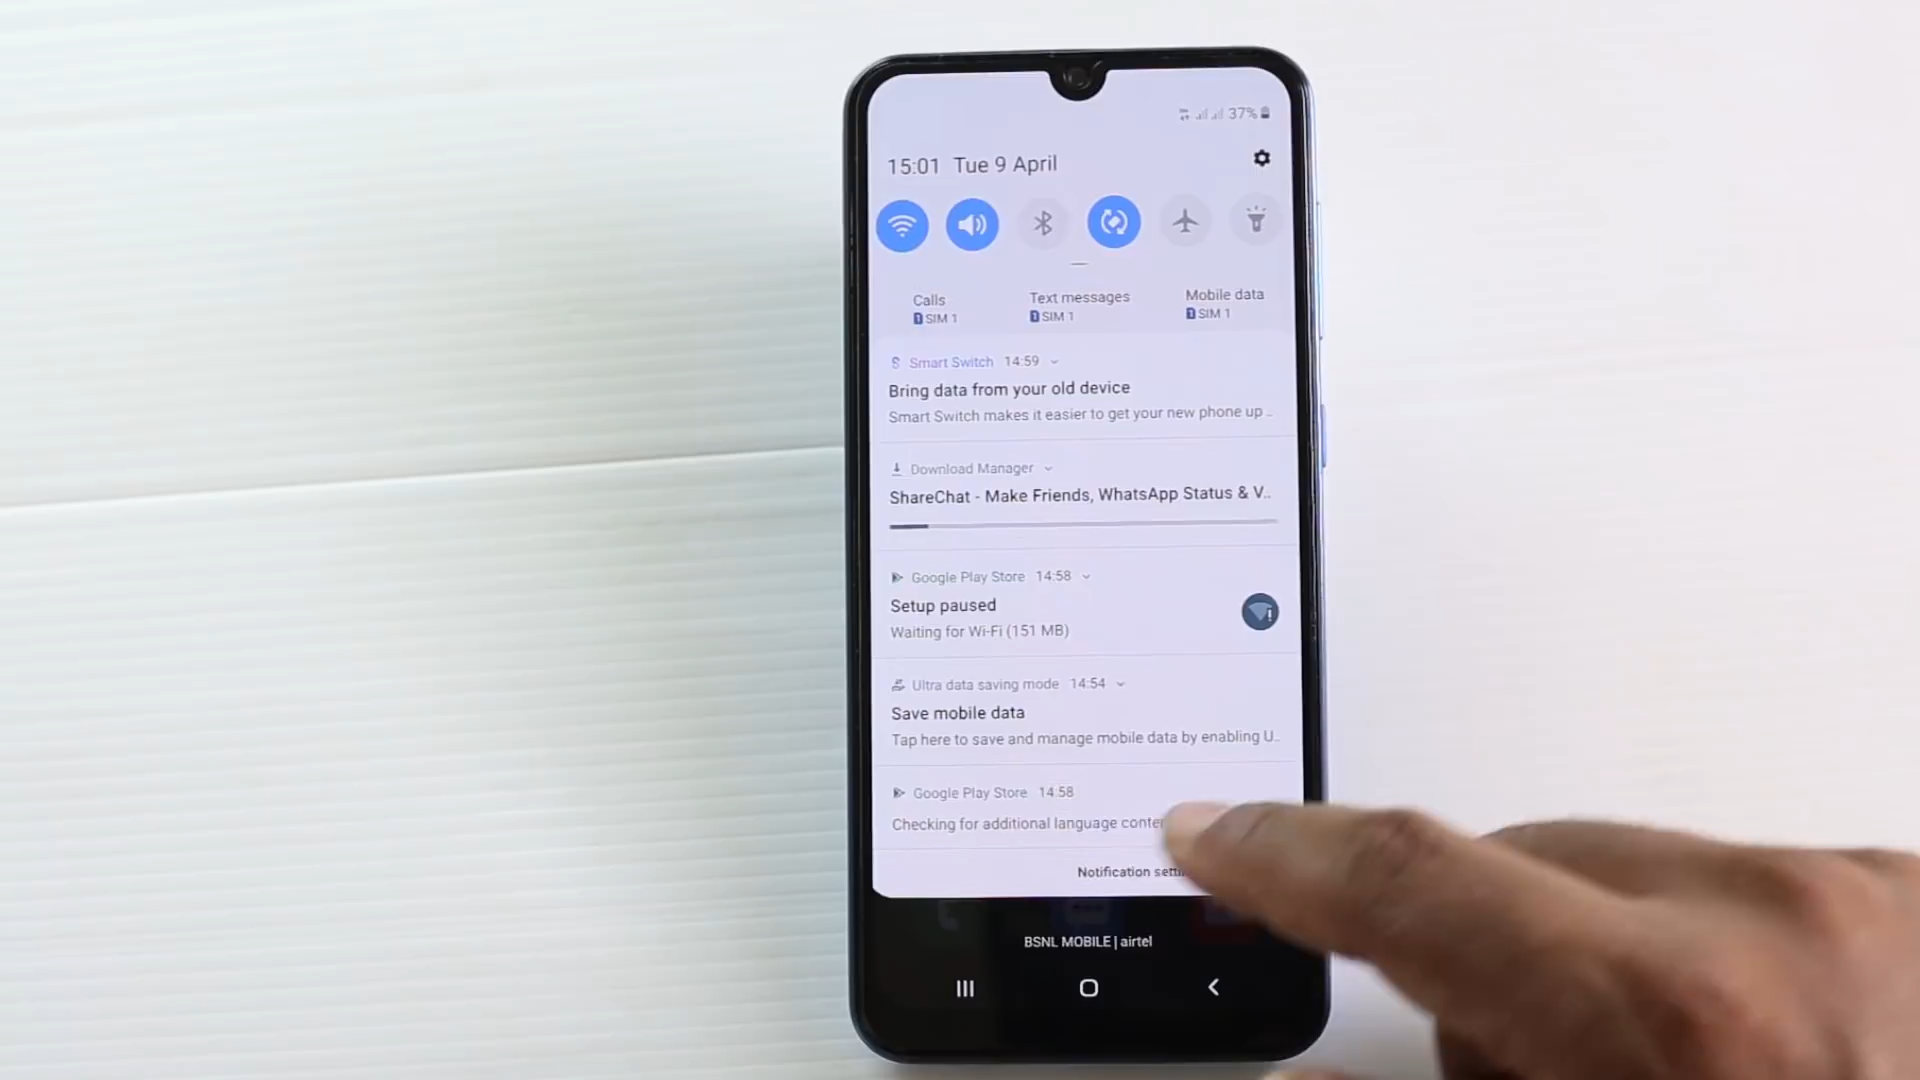 37%
15:01 Tue 9 April
Calls Text messages Mobile data
SIM 1 SIM 1 SIM 1
Smart Switch 14:59
Bring data from your old device
Smart Switch makes it easier to get your new phone up ..
Download Manager
ShareChat - Make Friends, WhatsApp Status & V..
Google Play Store 14:58
Setup paused
Waiting for Wi-Fi (151 MB)
Ultra data saving mode 14:54
Save mobile data
Tap here to save and manage mobile data by enabling U..
Google Play Store 14:58
Checking for additional language
Notification
BSNL MOBILE | airtel